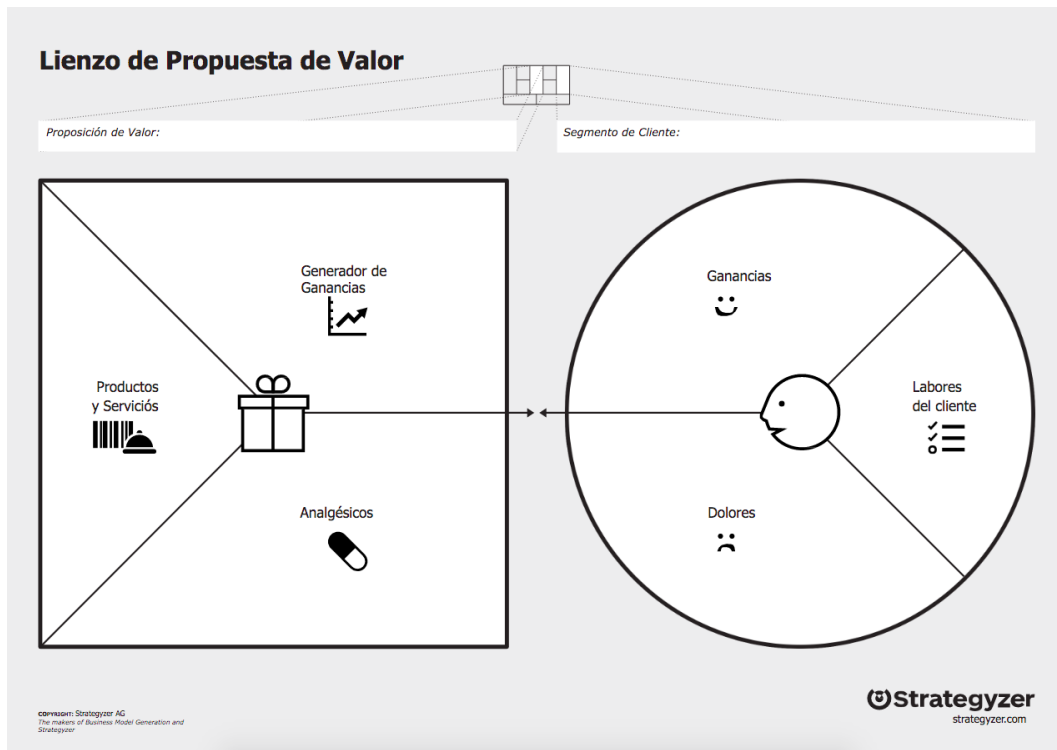 Lienzo de Propuesta de Valor
Proposición de Valor:
Segmento de Cliente:
Generador de
Ganancias
Productos
y Serviciós
Analgésicos
Ganancias
Labores
del cliente
Dolores
COPYRIGHT: Strategyzer AG
The makers of Business Model Generation and
Strategyzer
Strategyzer
strategyzer.com